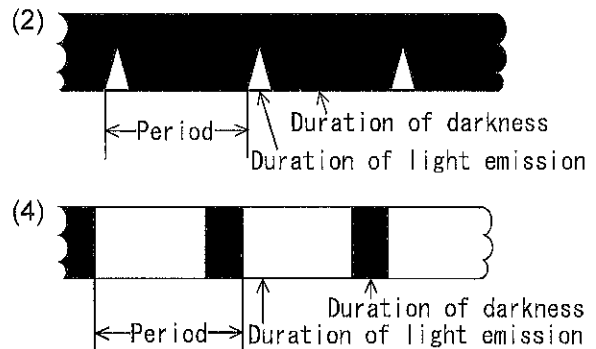 (2)
Duration of darkness
Period
Duration of light emission
(4)
Duration of darkness
Period
Duration of light emission